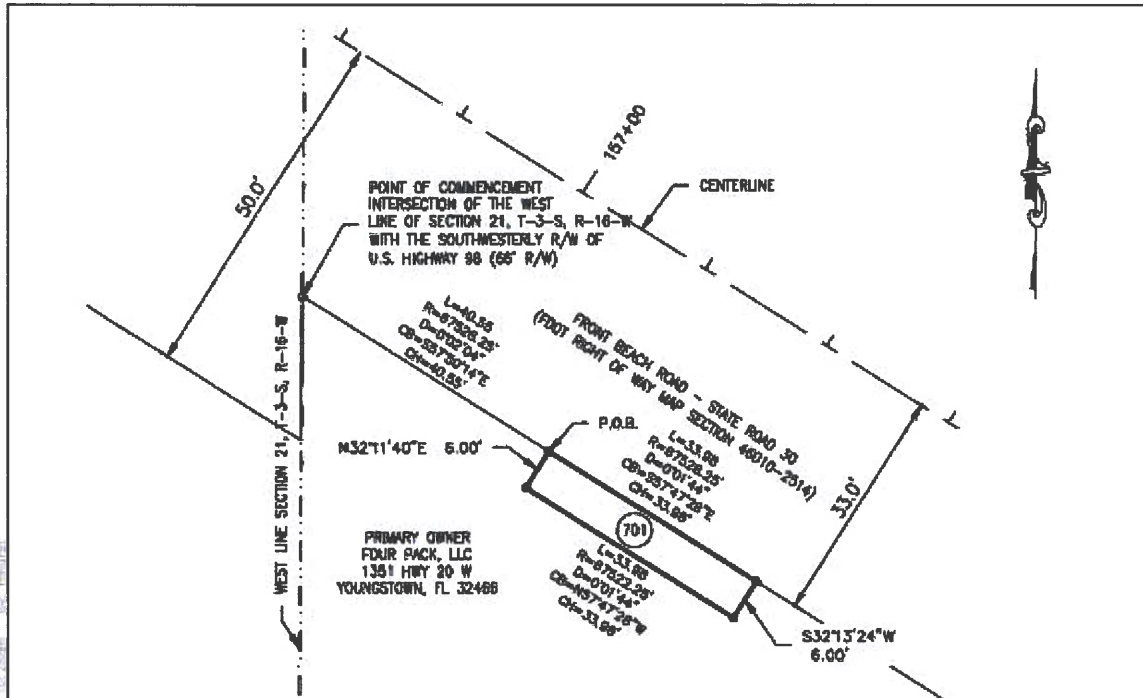 157+00
CENTERLINE
50.0'
POINT OF COMMENCEMENT
INTERSECTION OF THE WEST
LINE OF SECTION 21, T-3-S, R-16-W
WITH THE SOUTHWESTERLY R/W OF
U.S. HIGHWAY 98 (66' R/W)
L=40.55
R=67528.25'
D=0°02'04"
CB=S57°50'14"E
CH=40.55'
FRONT BEACH ROAD - STATE ROAD 30
(FDOT RIGHT OF WAY MAP SECTION 46010-2514)
33.0'
P.O.B.
L=33.98
R=67528.25'
D=0°01'44"
CB=S57°47'28"E
CH=33.98'
N32°11'40"E 6.00'
701
WEST LINE SECTION 21, T-3-S, R-16-W
PRIMARY OWNER
FOUR PACK, LLC
1351 HWY 20 W
YOUNGSTOWN, FL 32466
L=33.98
R=67522.25'
D=0°01'44"
CB=N57°47'28"W
CH=33.98'
S32°13'24"W
6.00'